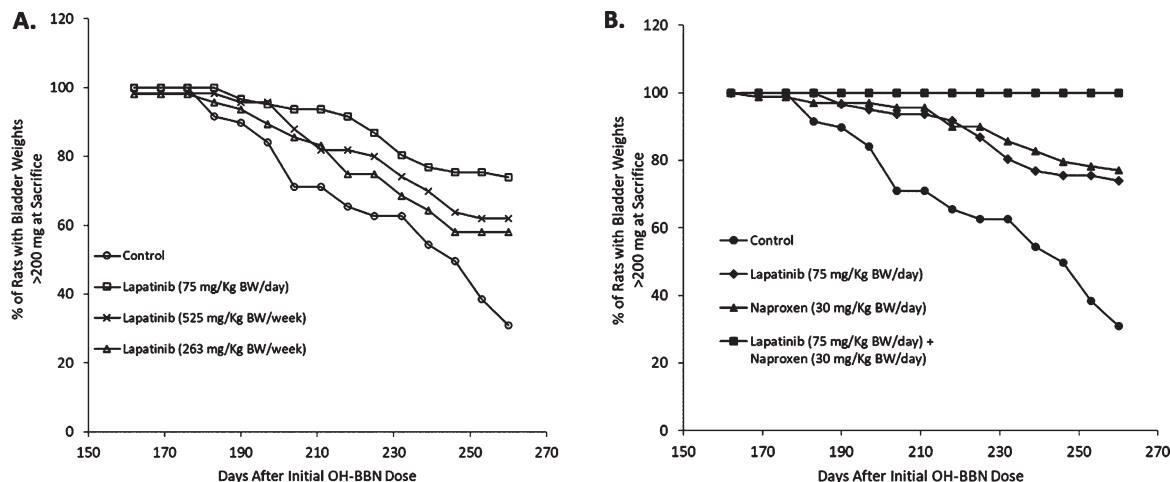 A.
120
100
80
60
40
20
0
% of Rats with Bladder Weights
>200 mg at Sacrifice
Control
Lapatinib (75 mg/Kg BW/day)
Lapatinib (525 mg/Kg BW/week)
Lapatinib (263 mg/Kg BW/week)
150 170 190 210 230 250 270
Days After Initial OH-BBN Dose
B.
120
100
80
60
40
20
0
% of Rats with Bladder Weights
>200 mg at Sacrifice
Control
Lapatinib (75 mg/Kg BW/day)
Naproxen (30 mg/Kg BW/day)
Lapatinib (75 mg/Kg BW/day) +
Naproxen (30 mg/Kg BW/day)
150 170 190 210 230 250 270
Days After Initial OH-BBN Dose